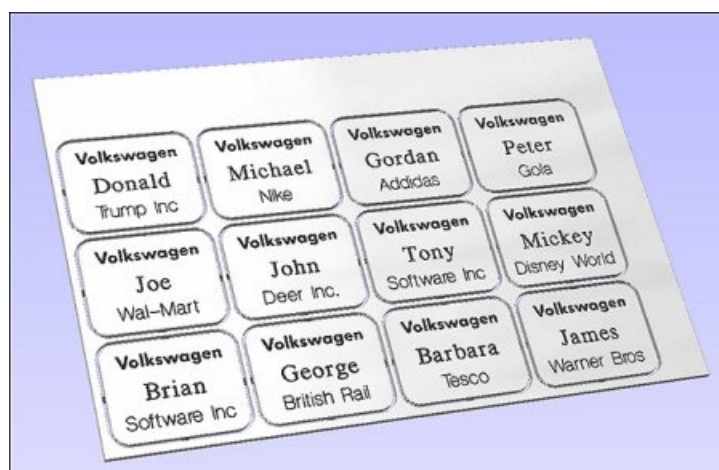 Volkswagen
Donald
Trump Inc
Volkswagen
Michael
Nike
Volkswagen
Gordan
Addidas
Volkswagen
Peter
Gola
Volkswagen
Joe
Wal-Mart
Volkswagen
John
Deer Inc.
Volkswagen
Tony
Software Inc
Volkswagen
Mickey
Disney World
Volkswagen
Brian
Software Inc
Volkswagen
George
British Rail
Volkswagen
Barbara
Tesco
Volkswagen
James
Warner Bros